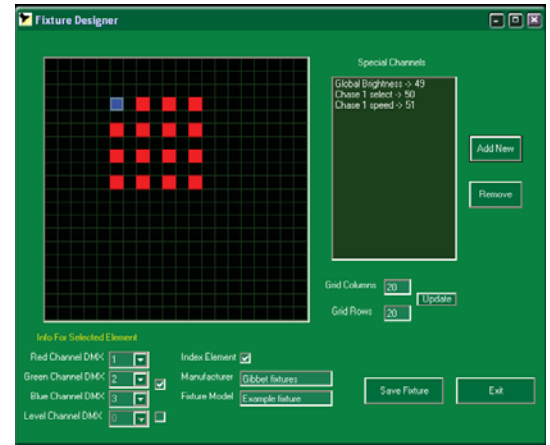 Fixture Designer
Special Channels
Global Brightness -> 49
Chase 1 select -> 50
Chase 1 speed -> 51
Add New
Remove
Grid Columns 20
Update
Grid Rows 20
Info For Selected Element
Red Channel DMX 1
Index Element
Green Channel DMX 2
Manufacturer Gibbet fixtures
Blue Channel DMX 3
Fixture Model Example fixture
Level Channel DMX 0
Save Fixture
Exit